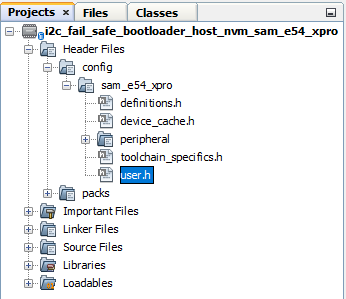 Projects × Files Classes
i2c_fail_safe_bootloader_host_nvm_sam_e54_xpro
Header Files
config
sam_e54_xpro
definitions.h
device_cache.h
peripheral
toolchain_specifics.h
user.h
packs
Important Files
Linker Files
Source Files
Libraries
Loadables